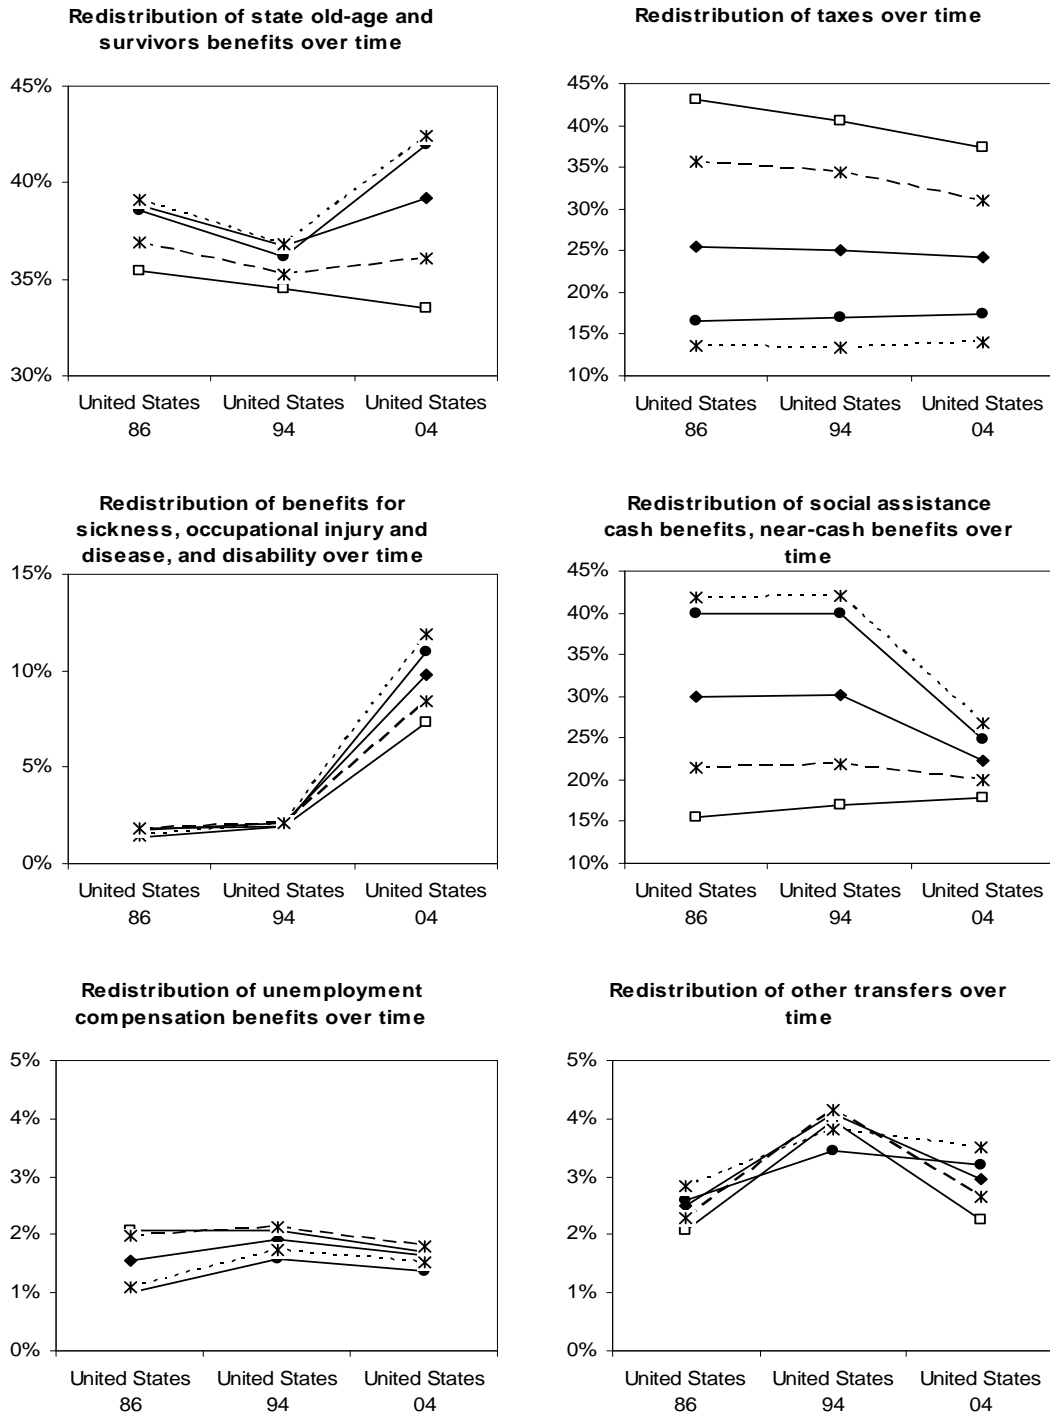 Redistribution of state old-age and
survivors benefits over time
45%
40%
35%
30%
United States United States United States
86 94 04
Redistribution of taxes over time
45%
40%
35%
30%
25%
20%
15%
10%
United States United States United States
86 94 04
Redistribution of benefits for
sickness, occupational injury and
disease, and disability over time
15%
10%
5%
0%
United States United States United States
86 94 04
Redistribution of social assistance
cash benefits, near-cash benefits over
time
45%
40%
35%
30%
25%
20%
15%
10%
United States United States United States
86 94 04
Redistribution of unemployment
compensation benefits over time
5%
4%
3%
2%
1%
0%
United States United States United States
86 94 04
Redistribution of other transfers over
time
5%
4%
3%
2%
1%
0%
United States United States United States
86 94 04